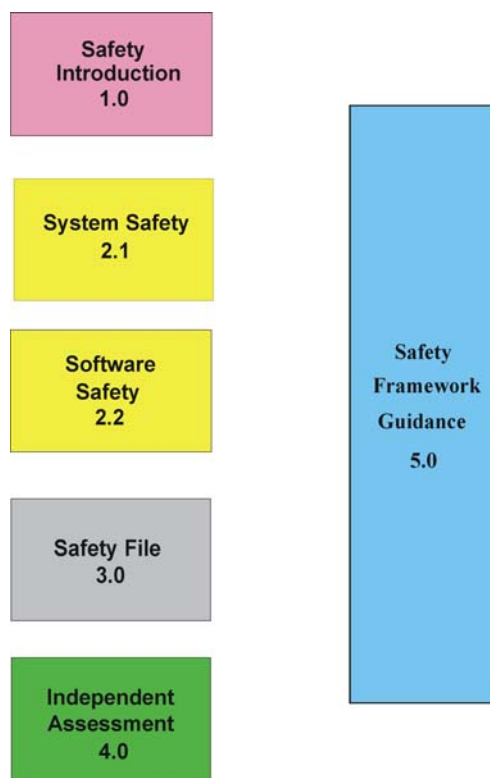 Safety
Introduction
1.0
System Safety
2.1
Software
Safety
2.2
Safety File
3.0
Independent
Assessment
4.0
Safety
Framework
Guidance
5.0